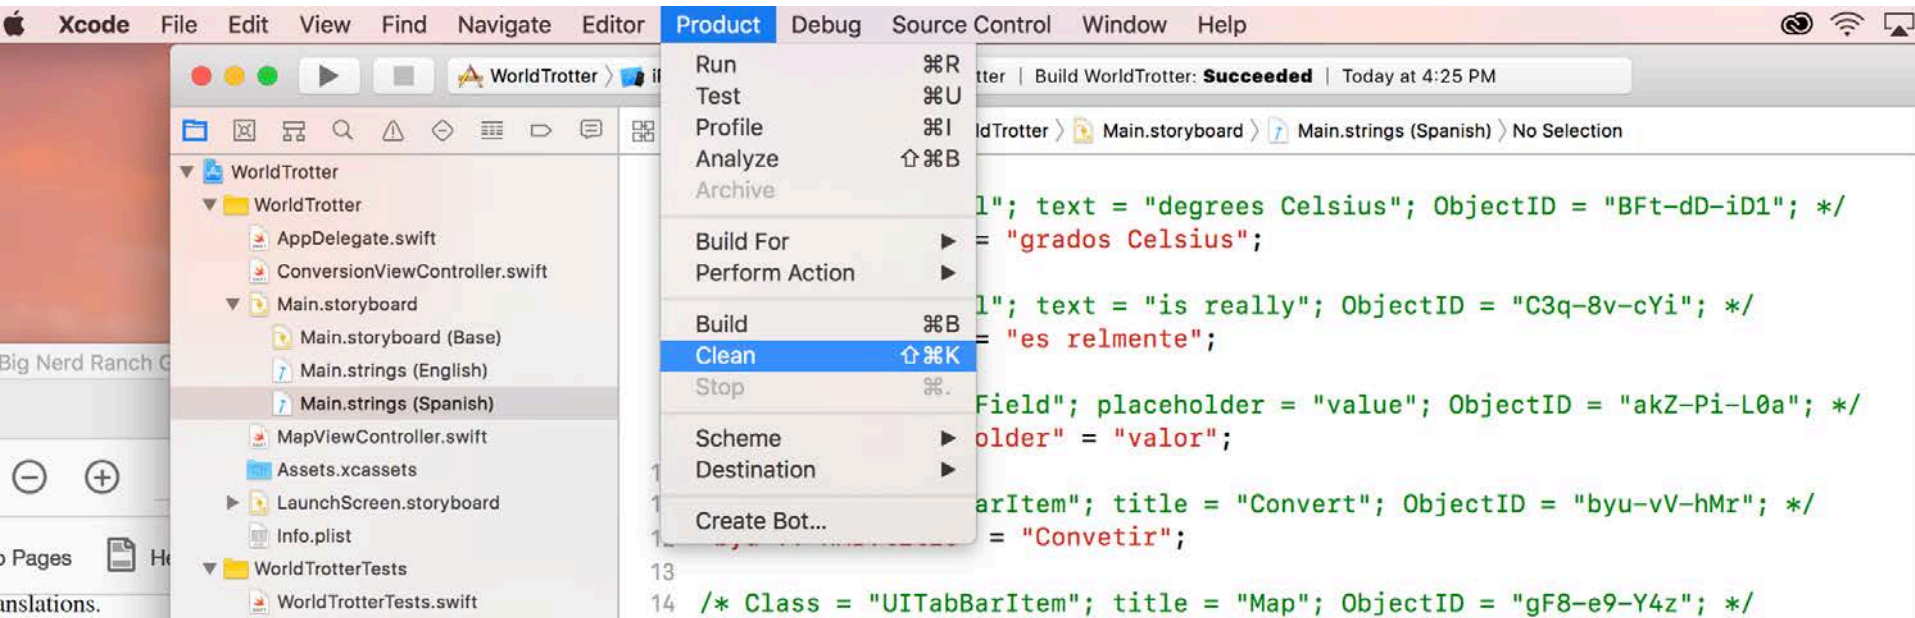 Xcode File Edit View Find Navigate Editor Product Debug Source Control Window Help
WorldTrotter
Build WorldTrotter: Succeeded | Today at 4:25 PM
Main.storyboard Main.strings (Spanish) No Selection
Run ⌘R
Test ⌘U
Profile ⌘I
Analyze ⇧⌘B
Archive
Build For
Perform Action
Build ⌘B
Clean ⇧⌘K
Stop ⌘.
Scheme
Destination
Create Bot...
WorldTrotter
WorldTrotter
AppDelegate.swift
ConversionViewController.swift
Main.storyboard
Main.storyboard (Base)
Main.strings (English)
Main.strings (Spanish)
MapViewController.swift
Assets.xcassets
LaunchScreen.storyboard
Info.plist
WorldTrotterTests
WorldTrotterTests.swift
"; text = "degrees Celsius"; ObjectID = "BFt-dD-iD1"; */
= "grados Celsius";
"; text = "is really"; ObjectID = "C3q-8v-cYi"; */
= "es relmente";
Field"; placeholder = "value"; ObjectID = "akZ-Pi-L0a"; */
older" = "valor";
arItem"; title = "Convert"; ObjectID = "byu-vV-hMr"; */
= "Convetir";
13
14 /* Class = "UITabBarItem"; title = "Map"; ObjectID = "gF8-e9-Y4z"; */
Big Nerd Ranch
Pages
anslations.